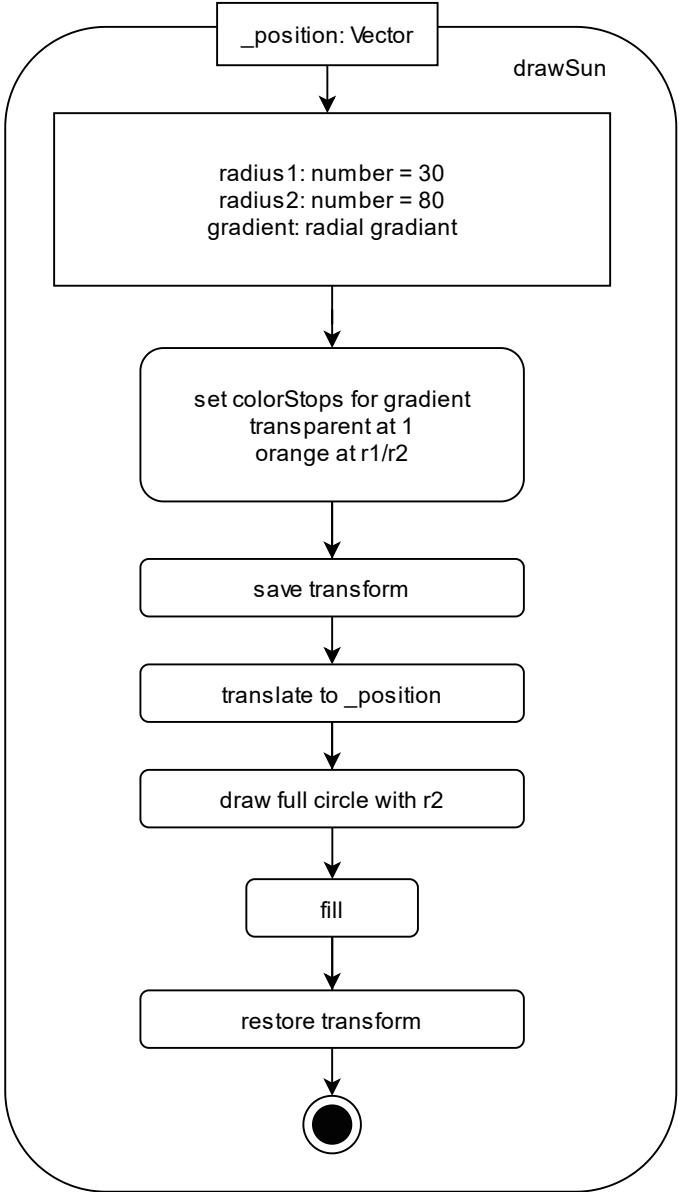 _position: Vector
drawSun
radius1: number = 30
radius2: number = 80
gradient: radial gradiant
set colorStops for gradient
transparent at 1
orange at r1/r2
save transform
translate to _position
draw full circle with r2
fill
restore transform